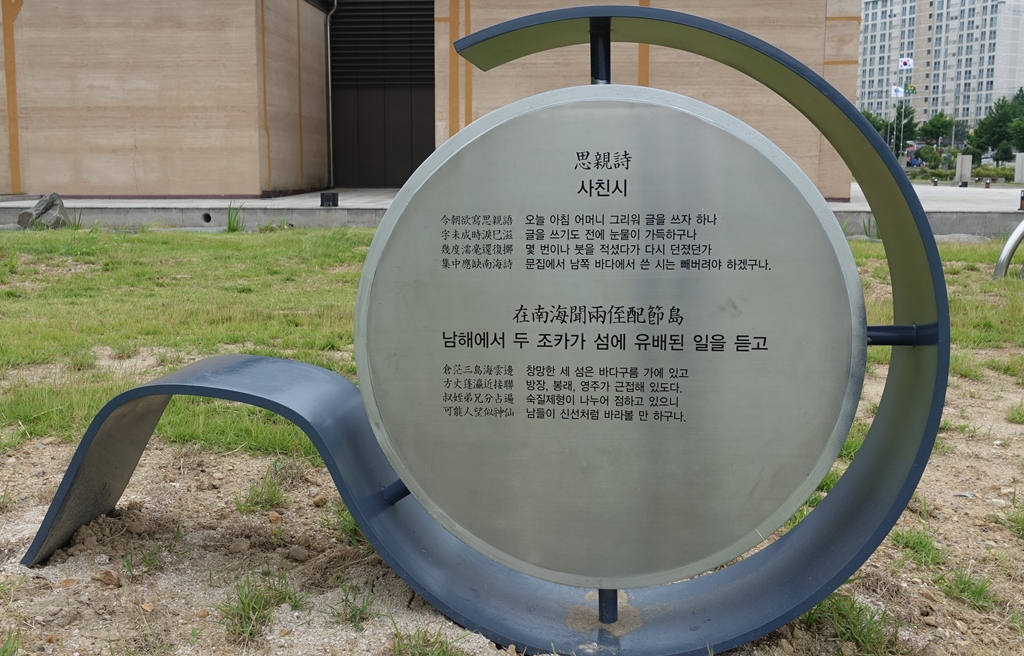 思親詩
사친시
今朝欲寫思親語 오늘 아침 어머니 그리워 글을 쓰자 하나
字未成時淚已滋 글을 쓰기도 전에 눈물이 가득하구나
幾度濡毫還復擲 몇 번이나 붓을 적셨다가 다시 던졌던가
集中應缺南海詩 문집에서 남쪽 바다에서 쓴 시는 빼버려야 하겠구나.
在南海聞兩侄配節島
남해에서 두 조카가 섬에 유배된 일을 듣고
倉茫三島海雲邊 창망한 세 섬은 바다구름 가에 있고
方丈蓬瀛近接聯 방장, 봉래, 영주가 근접해 있도다.
叔姪弟兄分占遍 숙질제형이 나누어 점하고 있으니
可能人望似神仙 남들이 신선처럼 바라볼 만 하구나.